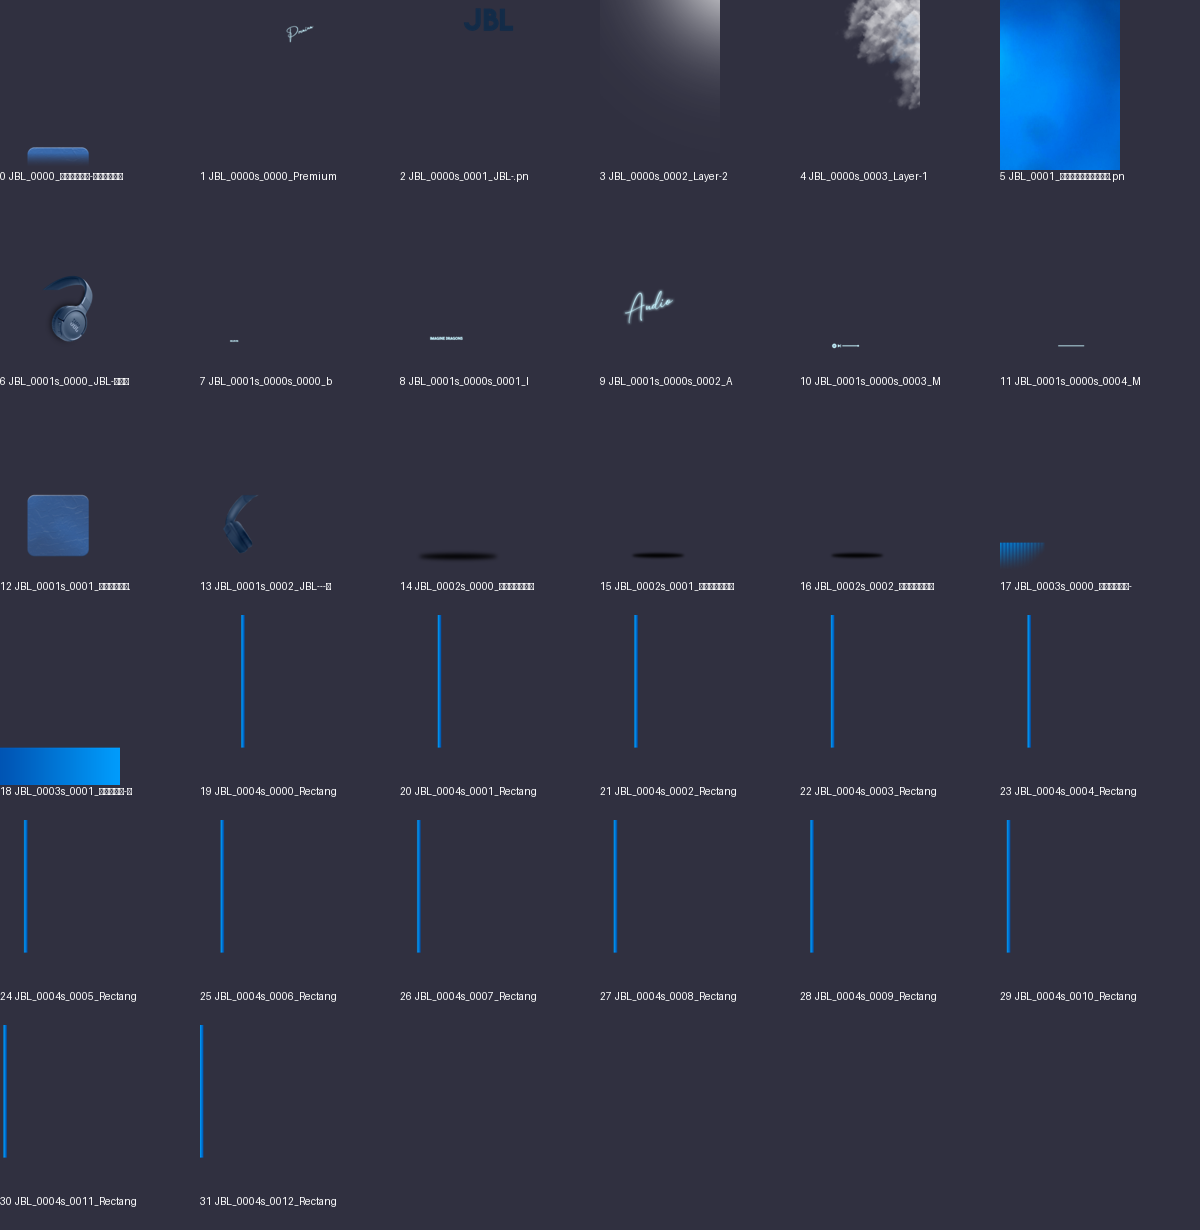 Premium
JBL
0 JBL_0000_
1 JBL_0000s_0000_Premium
2 JBL_0000s_0001_JBL-.pn
3 JBL_0000s_0002_Layer-2
4 JBL_0000s_0003_Layer-1
5 JBL_0001_ .pn
Audio
IMAGINE DRAGONS
6 JBL_0001s_0000_JBL-
7 JBL_0001s_0000s_0000_b
8 JBL_0001s_0000s_0001_I
9 JBL_0001s_0000s_0002_A
10 JBL_0001s_0000s_0003_M
11 JBL_0001s_0000s_0004_M
12 JBL_0001s_0001_
13 JBL_0001s_0002_JBL---
14 JBL_0002s_0000_
15 JBL_0002s_0001_
16 JBL_0002s_0002_
17 JBL_0003s_0000_ -
18 JBL_0003s_0001_ -
19 JBL_0004s_0000_Rectang
20 JBL_0004s_0001_Rectang
21 JBL_0004s_0002_Rectang
22 JBL_0004s_0003_Rectang
23 JBL_0004s_0004_Rectang
24 JBL_0004s_0005_Rectang
25 JBL_0004s_0006_Rectang
26 JBL_0004s_0007_Rectang
27 JBL_0004s_0008_Rectang
28 JBL_0004s_0009_Rectang
29 JBL_0004s_0010_Rectang
30 JBL_0004s_0011_Rectang
31 JBL_0004s_0012_Rectang